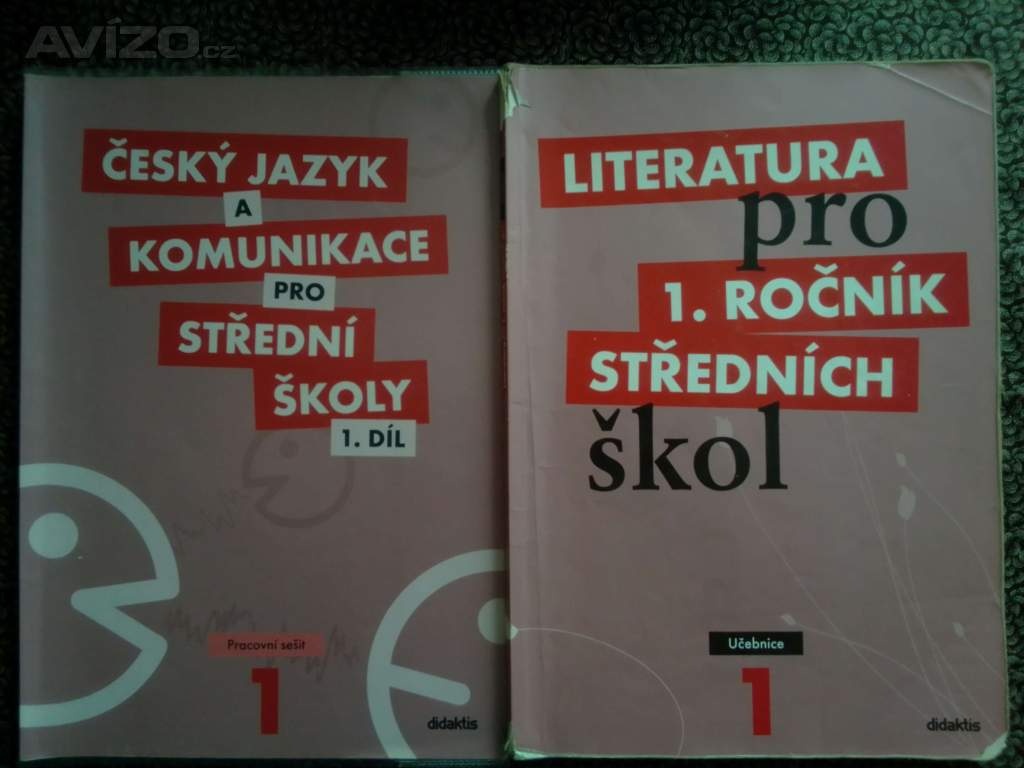 AVÍZO.cz
ČESKÝ JAZYK
A
KOMUNIKACE
PRO
STŘEDNÍ
ŠKOLY
1. DÍL
Pracovní sešit
1
didaktis
LITERATURA
pro
1. ROČNÍK
STŘEDNÍCH
škol
Učebnice
1
didaktis